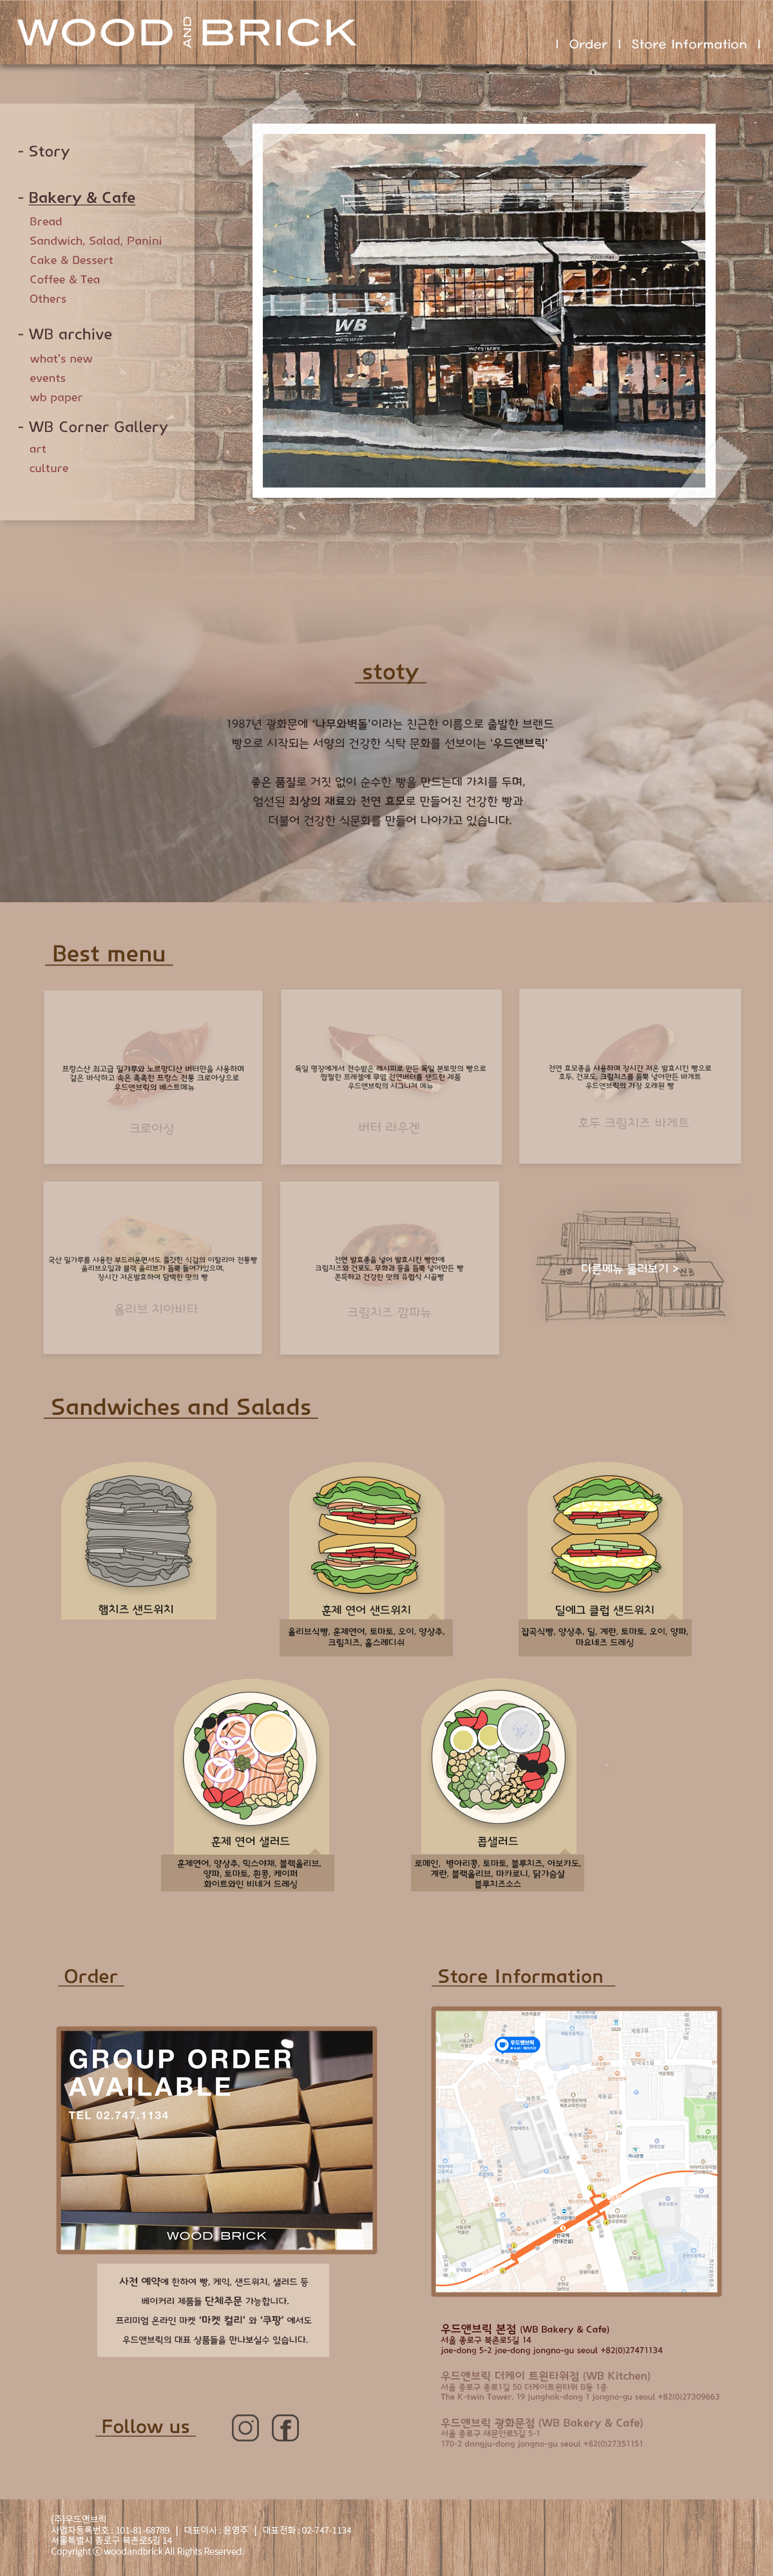 WOOD AND BRICK
| Order | Store Information |
- Story
- Bakery & Cafe
Bread
Sandwich, Salad, Panini
Cake & Dessert
Coffee & Tea
Others
- WB archive
what's new
events
wb paper
- WB Corner Gallery
art
culture
WB
stoty
1987년 광화문에 '나무와벽돌'이라는 친근한 이름으로 출발한 브랜드
빵으로 시작되는 서양의 건강한 식탁 문화를 선보이는 '우드앤브릭'
좋은 품질로 거짓 없이 순수한 빵을 만드는데 가치를 두며,
엄선된 최상의 재료와 천연 효모로 만들어진 건강한 빵과
더불어 건강한 식문화를 만들어 나아가고 있습니다.
Best menu
프랑스산 최고급 밀가루와 노르망디산 버터만을 사용하며
겉은 바삭하고 속은 촉촉한 프랑스 전통 크로아상으로
우드앤브릭의 베스트메뉴
크로아상
독일 명장에게서 전수받은 레시피로 만든 독일 본토맛의 빵으로
짭짤한 프레첼에 무염 천연버터를 샌드한 제품
우드앤브릭의 시그니처 메뉴
버터 라우겐
천연 효모종을 사용하며 장시간 저온 발효시킨 빵으로
호두, 건포도, 크림치즈를 듬뿍 넣어만든 바게트
우드앤브릭의 가장 오래된 빵
호두 크림치즈 바게트
국산 밀가루를 사용한 부드러운면서도 쫄깃한 식감의 이탈리아 전통빵
올리브오일과 블랙 올리브가 듬뿍 들어가있으며,
장시간 저온발효하여 담백한 맛의 빵
올리브 치아바타
천연 발효종을 넣어 발효시킨 빵안에
크림치즈와 건포도, 무화과 등을 듬뿍 넣어만든 빵
쫀득하고 건강한 맛의 유럽식 시골빵
크림치즈 깜파뉴
다른메뉴 둘러보기 >
Sandwiches and Salads
햄치즈 샌드위치
훈제 연어 샌드위치
올리브식빵, 훈제연어, 토마토, 오이, 양상추,
크림치즈, 홀스레디쉬
딜에그 클럽 샌드위치
잡곡식빵, 양상추, 딜, 계란, 토마토, 오이, 양파,
마요네즈 드레싱
훈제 연어 샐러드
훈제연어, 양상추, 믹스야채, 블랙올리브,
양파, 토마토, 흰콩, 케이퍼
화이트와인 비네거 드레싱
콥샐러드
로메인, 병아리콩, 토마토, 블루치즈, 아보카도,
계란, 블랙올리브, 마카로니, 닭가슴살
블루치즈소스
Order
GROUP ORDER
AVAILABLE
TEL 02.747.1134
WOOD BRICK
사전 예약에 한하여 빵, 케익, 샌드위치, 샐러드 등
베이커리 제품들 단체주문 가능합니다.
프리미엄 온라인 마켓 '마켓 컬리' 와 '쿠팡' 에서도
우드앤브릭의 대표 상품들을 만나보실수 있습니다.
Follow us
Store Information
우드앤브릭
안국역
(현대건설)
우드앤브릭 본점 (WB Bakery & Cafe)
서울 종로구 북촌로5길 14
jae-dong 5-2 jae-dong jongno-gu seoul +82(0)27471134
우드앤브릭 더케이 트윈타위점 (WB Kitchen)
서울 종로구 종로1길 50 더케이트윈타워 B동 1층
The K-twin Tower, 19 junghak-dong 1 jongno-gu seoul +82(0)27309663
우드앤브릭 광화문점 (WB Bakery & Cafe)
서울 종로구 새문안로5길 5-1
170-2 dangju-dong jongno-gu seoul +82(0)27351151
(주)우드앤브릭
사업자등록번호 : 101-81-68789 | 대표이사 : 윤영주 | 대표전화 : 02-747-1134
서울특별시 종로구 북촌로5길 14
Copyright ⓒ woodandbrick All Rights Reserved.